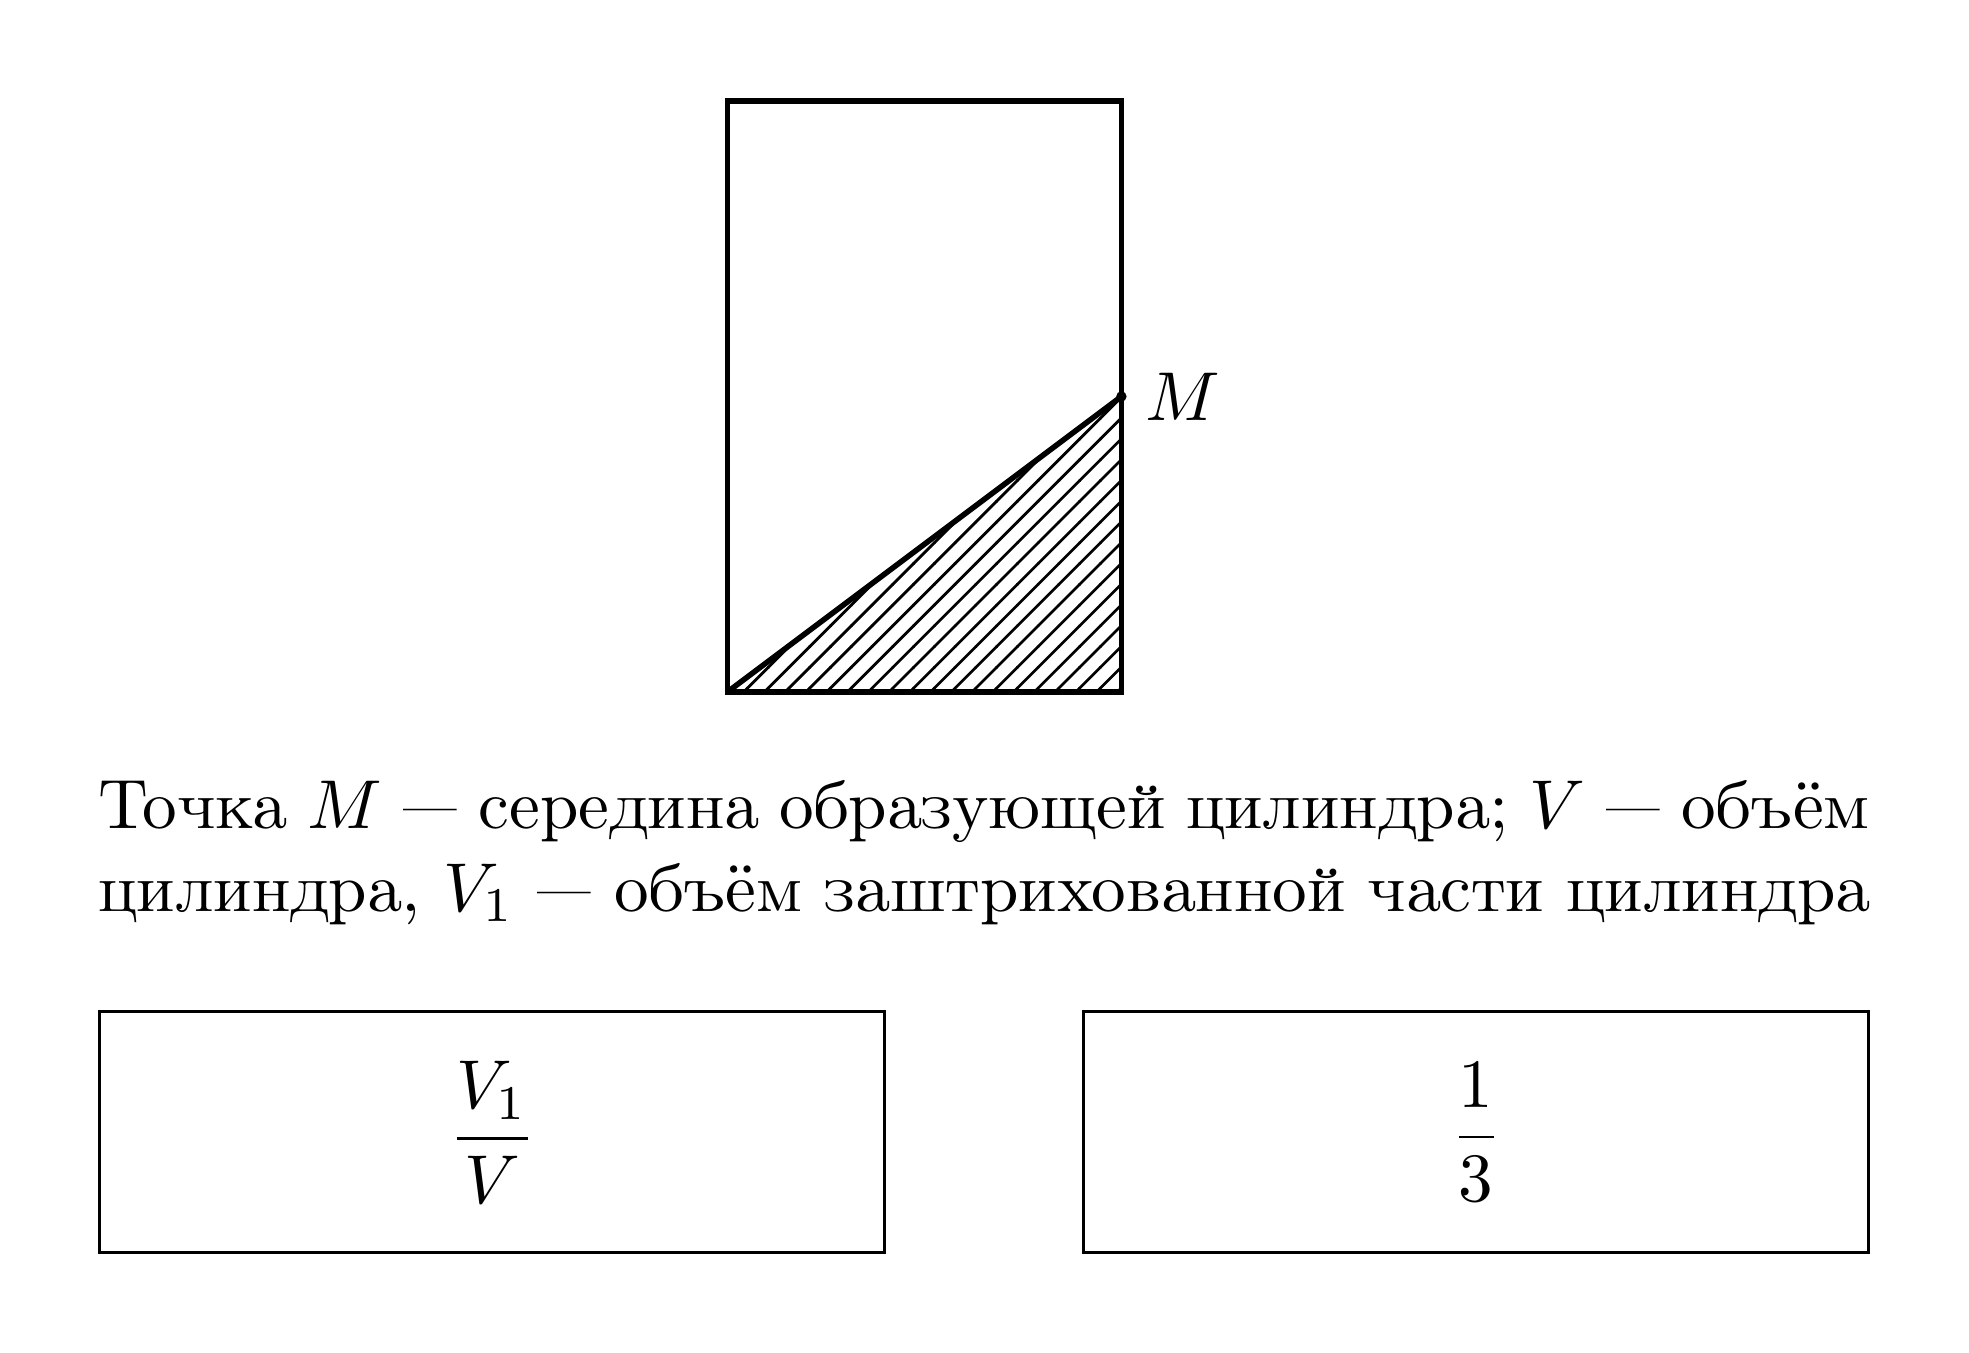 M
Точка M — середина образующей цилиндра; V — объём
цилиндра, V₁ — объём заштрихованной части цилиндра
V₁
V
1
3